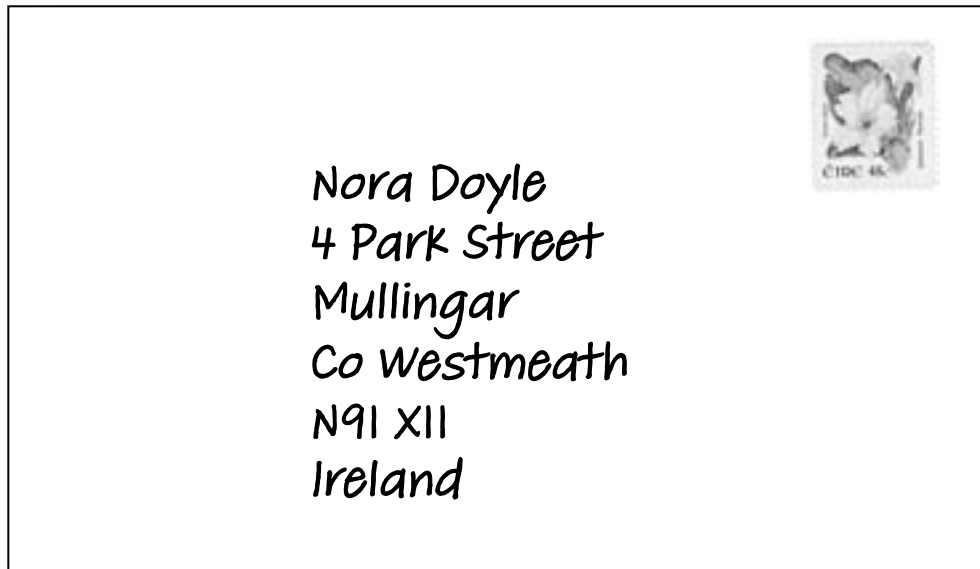 Nora Doyle
4 Park Street
Mullingar
Co Westmeath
N91 X11
Ireland